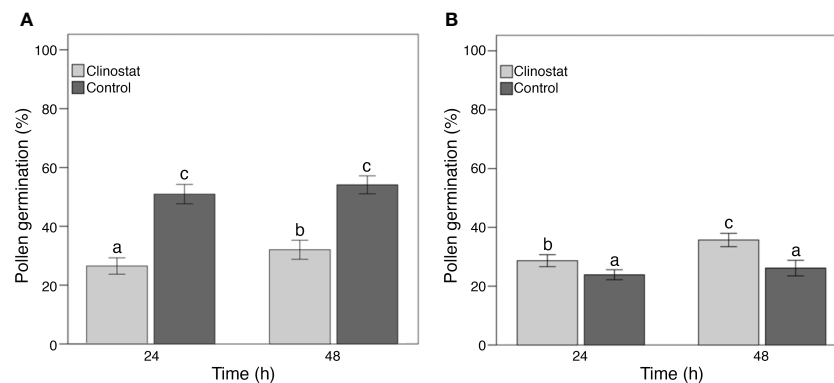 A
Pollen germination (%)
100
80
60
40
20
0
Clinostat
Control
a
c
b
c
24
48
Time (h)
B
Pollen germination (%)
100
80
60
40
20
0
Clinostat
Control
b
a
c
a
24
48
Time (h)